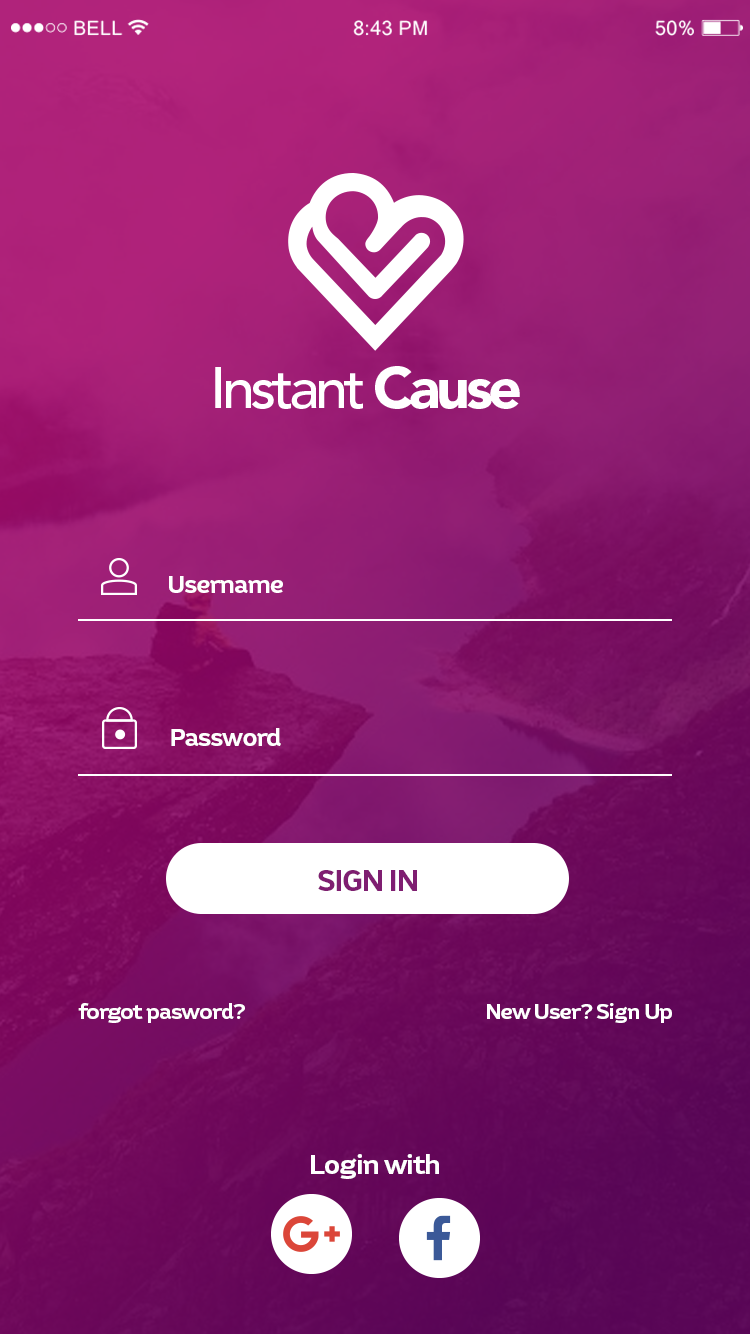 BELL 8:43 PM 50%
Instant Cause
Username
Password
SIGN IN
forgot pasword? New User? Sign Up
Login with
G+ f